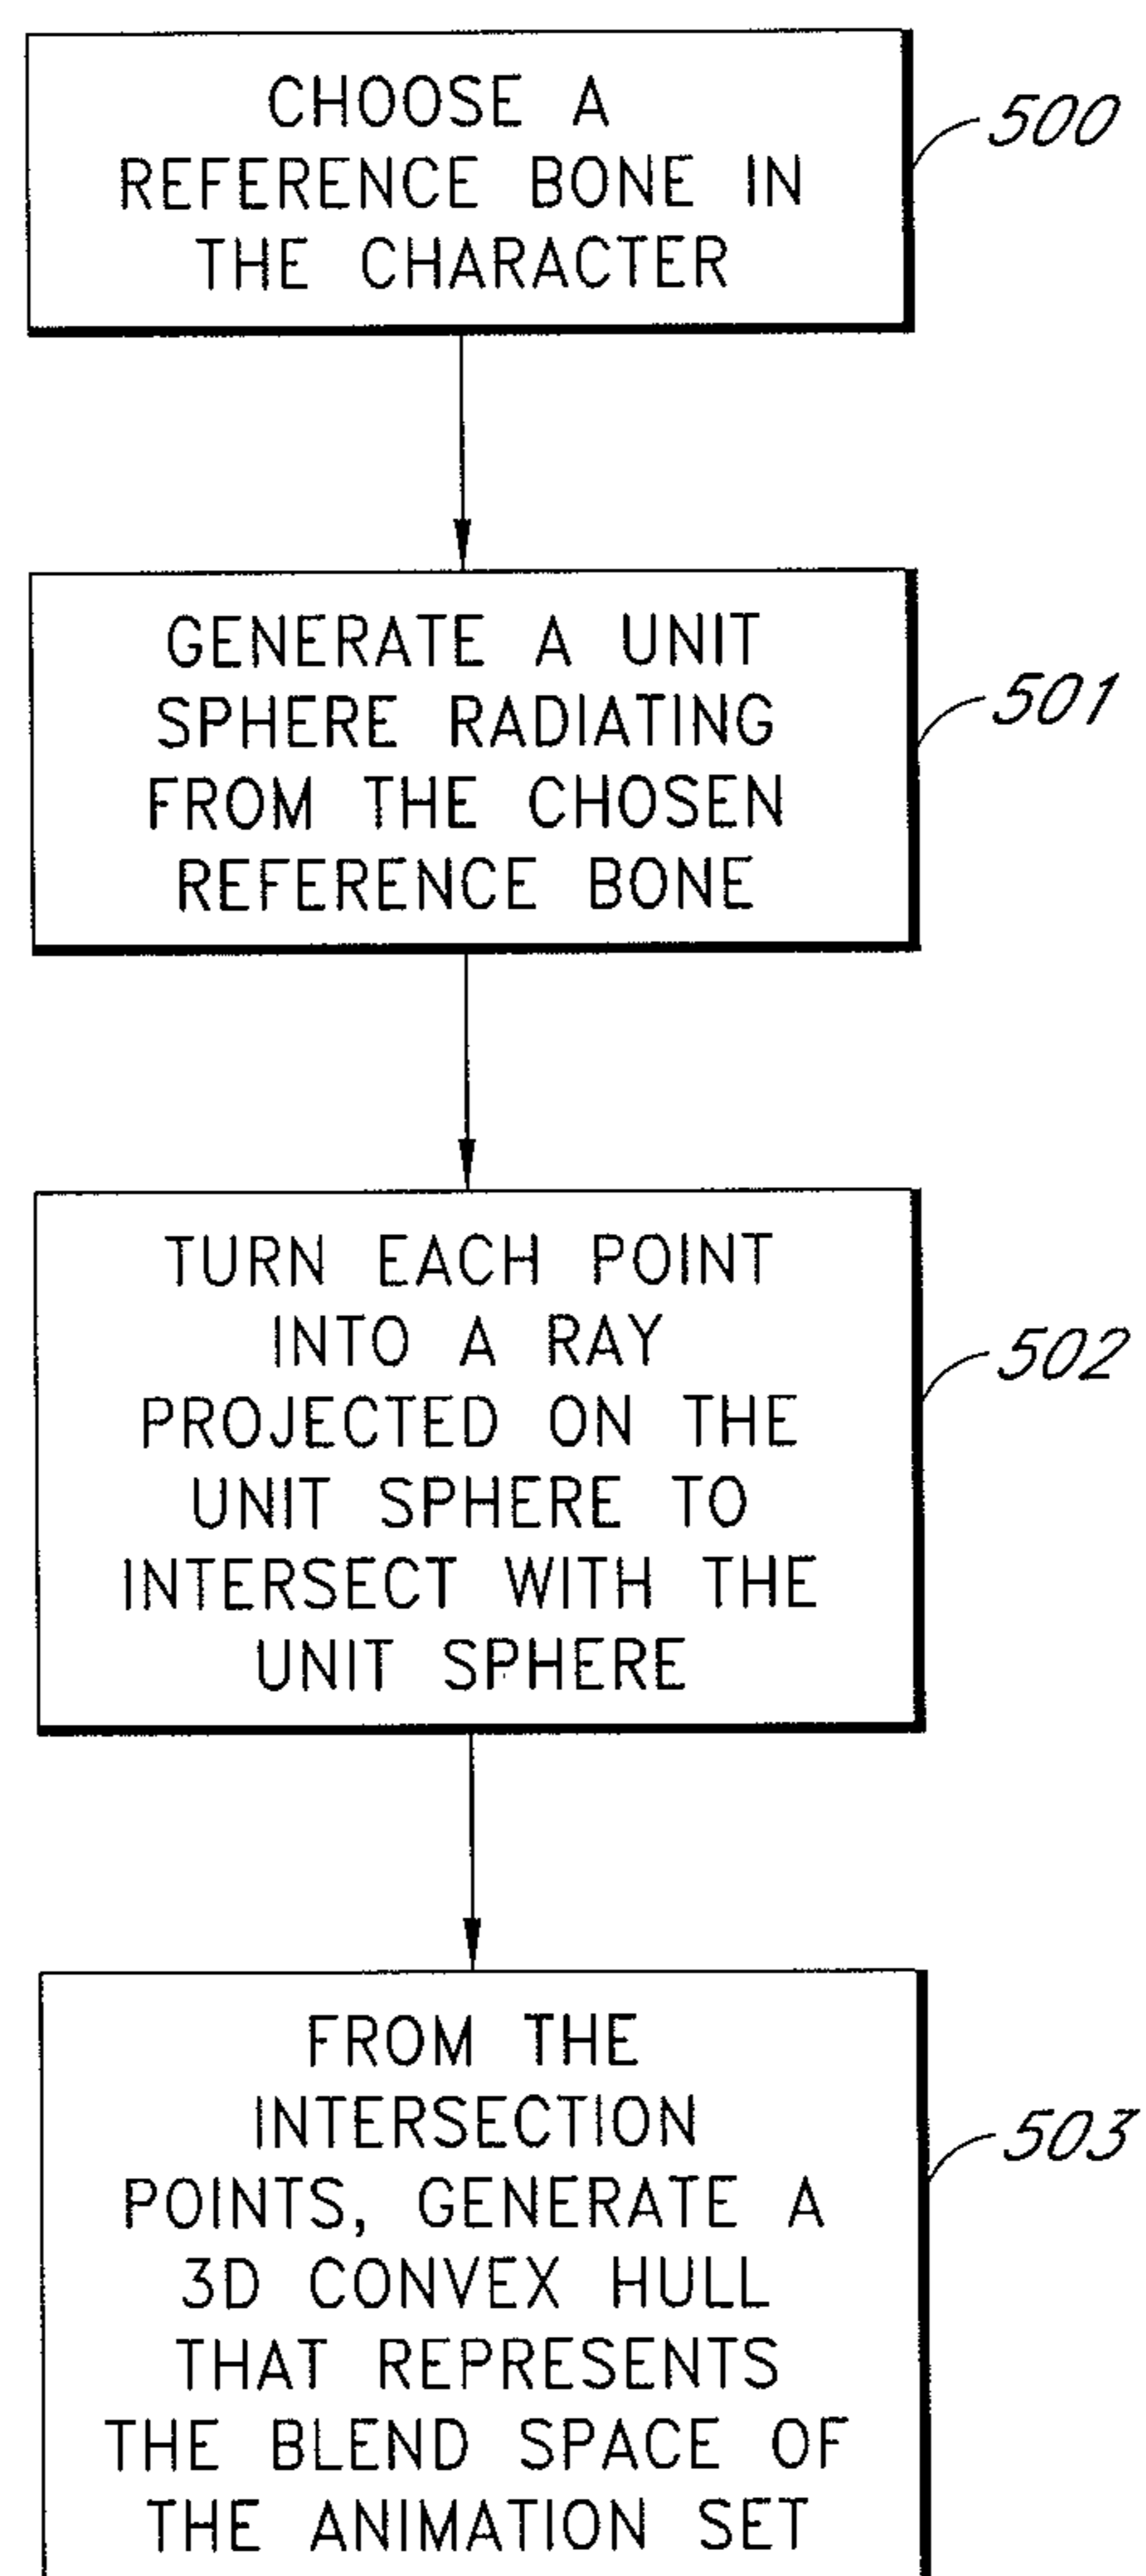 CHOOSE A
REFERENCE BONE IN
THE CHARACTER
500
GENERATE A UNIT
SPHERE RADIATING
FROM THE CHOSEN
REFERENCE BONE
501
TURN EACH POINT
INTO A RAY
PROJECTED ON THE
UNIT SPHERE TO
INTERSECT WITH THE
UNIT SPHERE
502
FROM THE
INTERSECTION
POINTS, GENERATE A
3D CONVEX HULL
THAT REPRESENTS
THE BLEND SPACE OF
THE ANIMATION SET
503